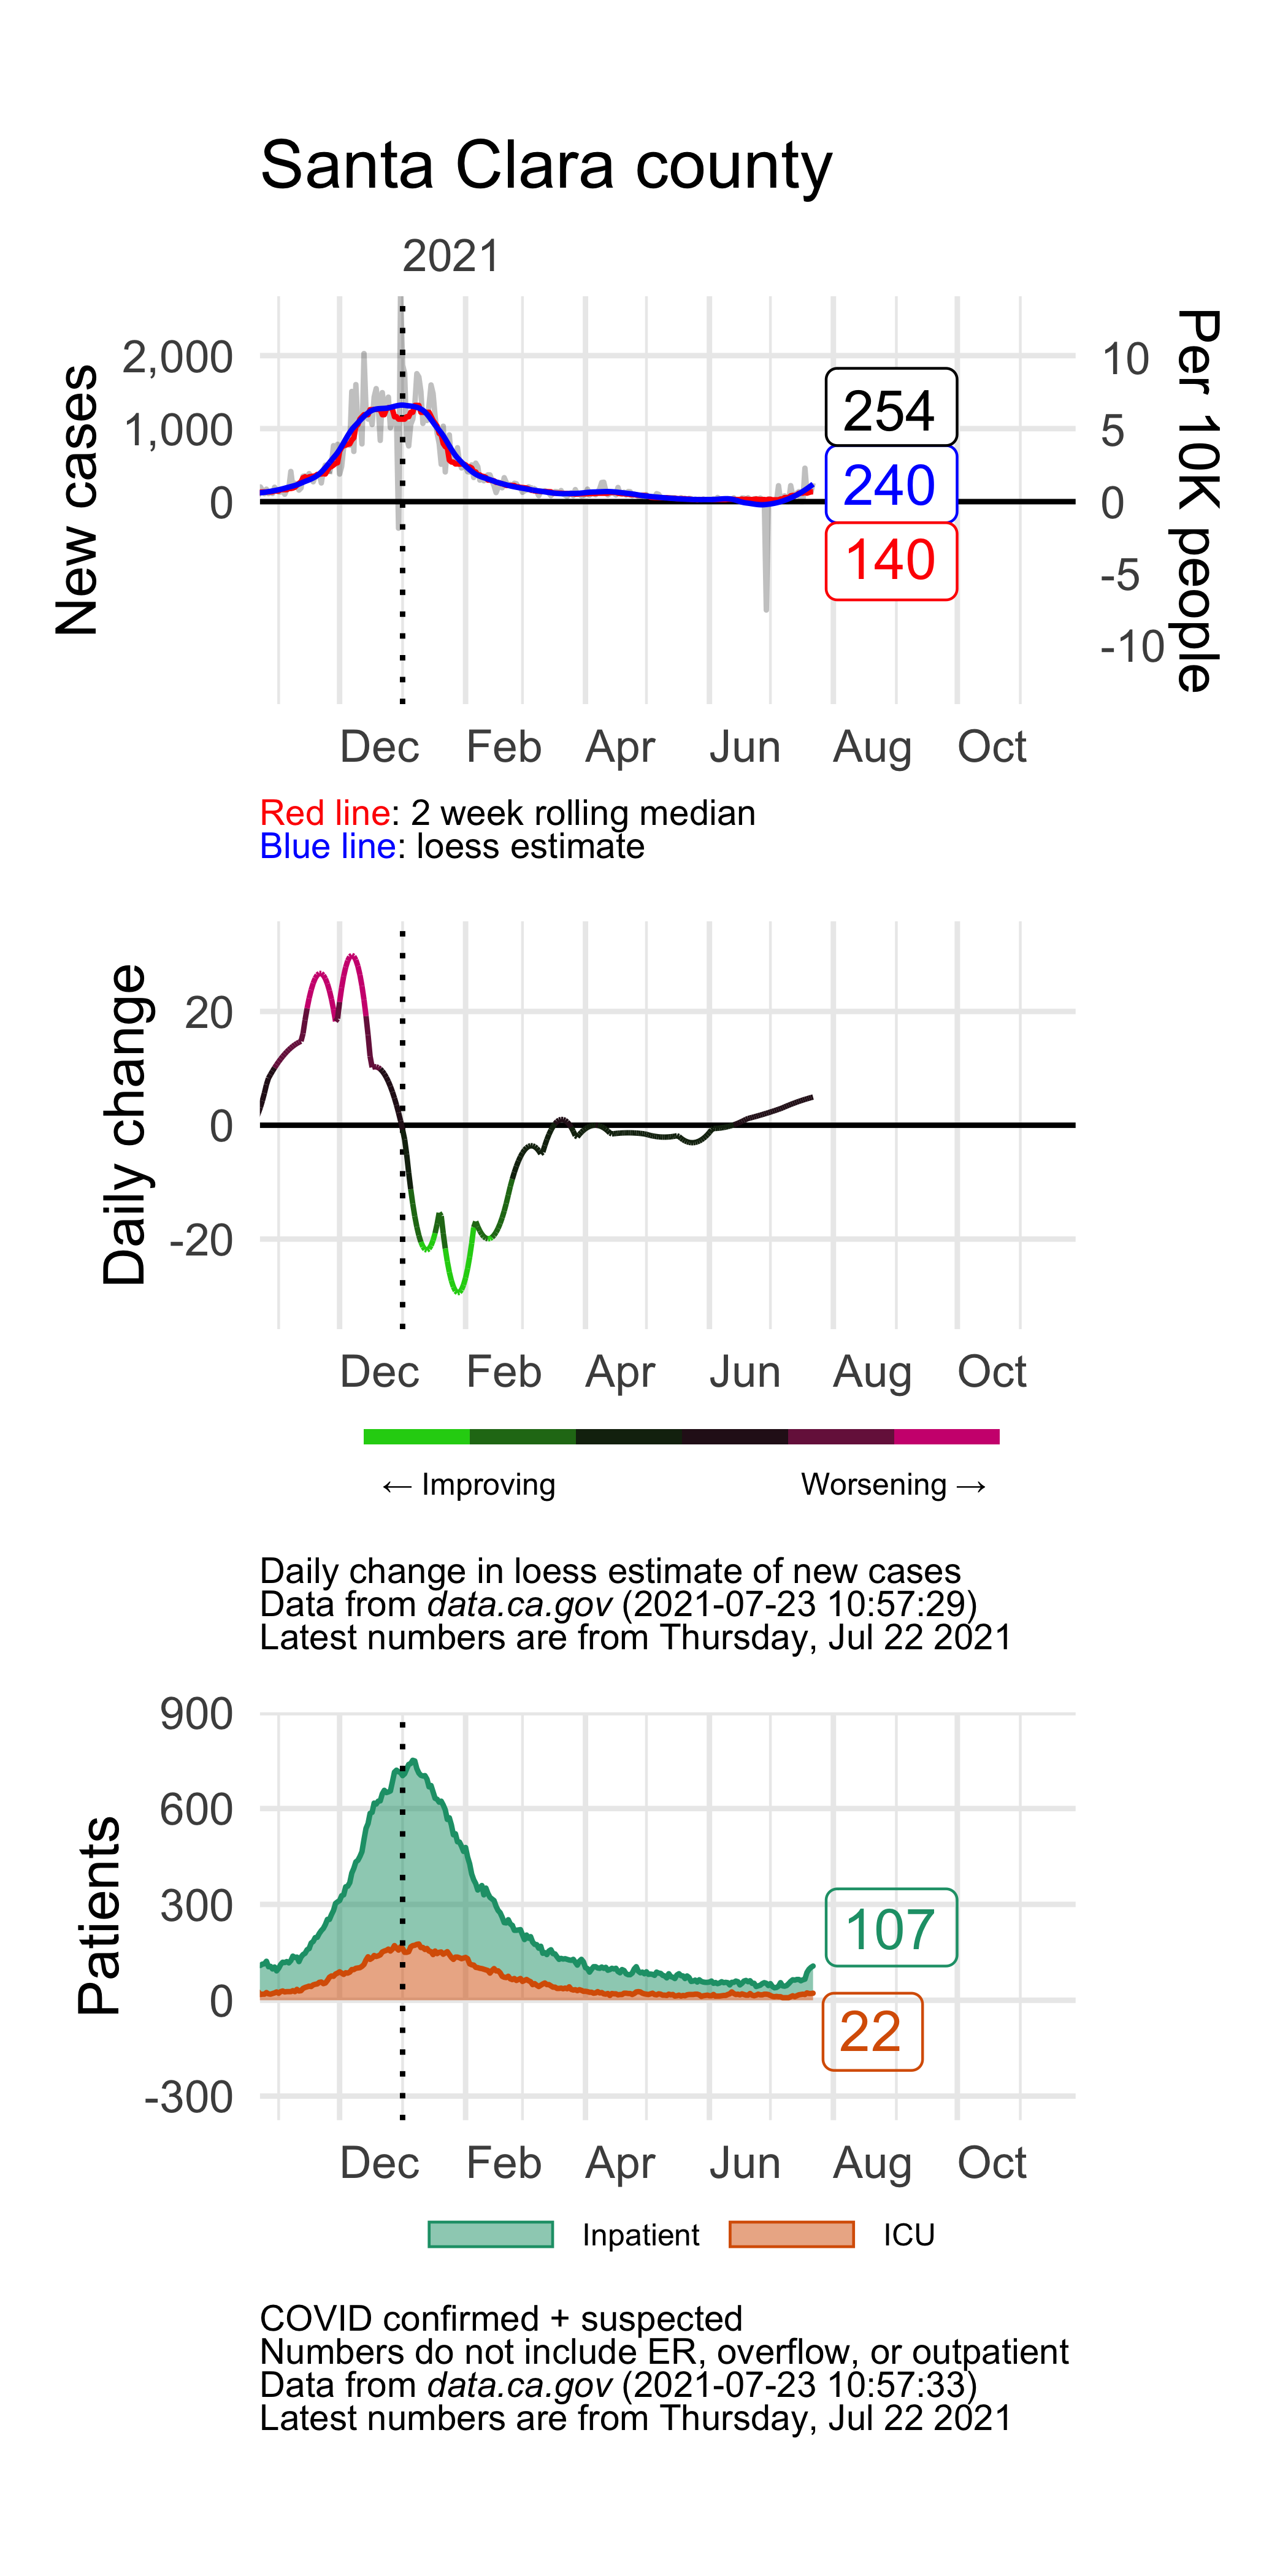 Santa Clara county
2021
New cases
2,000
1,000
0
10
5
0
-5
-10
Per 10K people
254
240
140
Dec Feb Apr Jun Aug Oct
Red line: 2 week rolling median
Blue line: loess estimate
Daily change
20
0
-20
Dec Feb Apr Jun Aug Oct
← Improving Worsening →
Daily change in loess estimate of new cases
Data from data.ca.gov (2021-07-23 10:57:29)
Latest numbers are from Thursday, Jul 22 2021
Patients
900
600
300
0
-300
107
22
Dec Feb Apr Jun Aug Oct
Inpatient ICU
COVID confirmed + suspected
Numbers do not include ER, overflow, or outpatient
Data from data.ca.gov (2021-07-23 10:57:33)
Latest numbers are from Thursday, Jul 22 2021